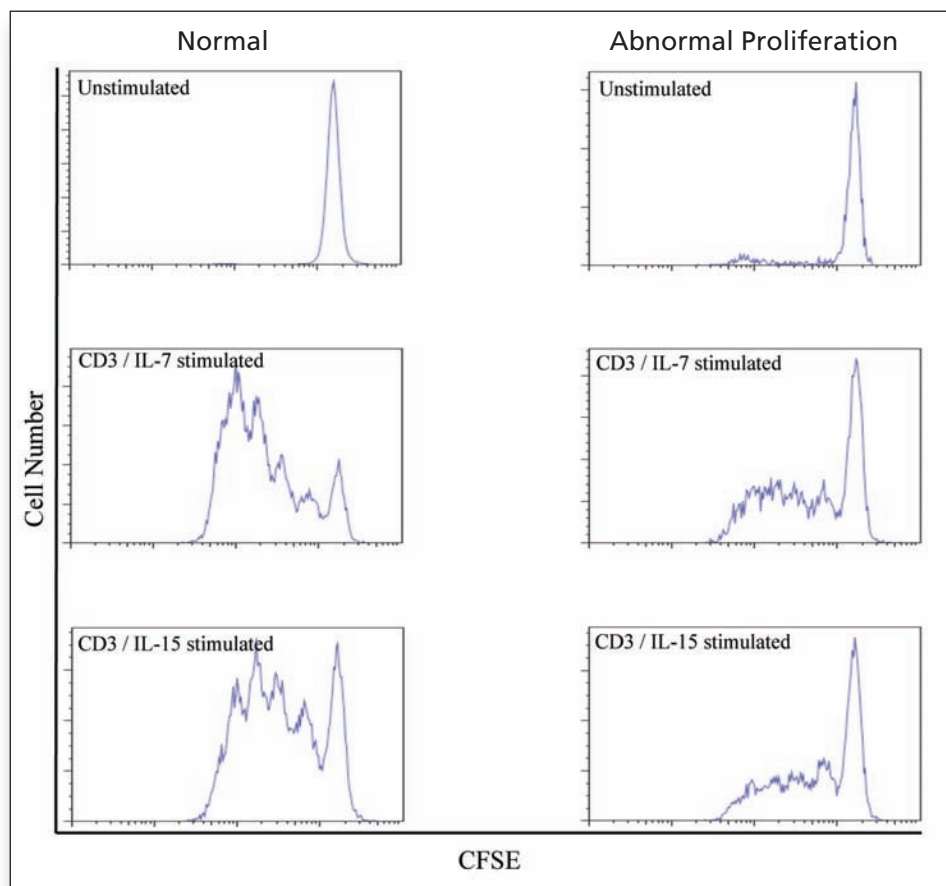 Normal
Abnormal Proliferation
Unstimulated
Unstimulated
CD3 / IL-7 stimulated
CD3 / IL-7 stimulated
Cell Number
CD3 / IL-15 stimulated
CD3 / IL-15 stimulated
CFSE